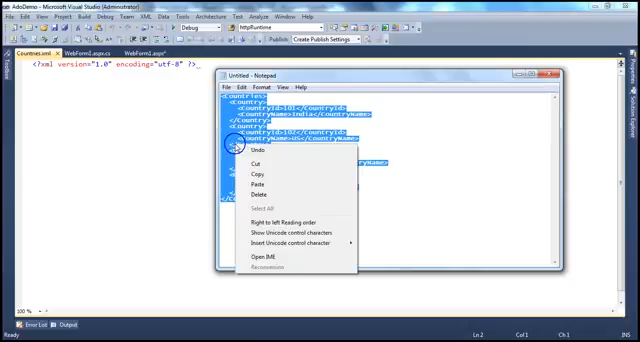 AdoDemo - Microsoft Visual Studio (Administrator)
File Edit View Project Build Debug Team XML Data Tools Architecture Test Analyze Window Help
Debug httpRuntime
Publish: Create Publish Settings
Countries.xml WebForm1.aspx.cs WebForm1.aspx*
Toolbox
<?xml version="1.0" encoding="utf-8" ?>
Properties
Solution Explorer
Untitled - Notepad
File Edit Format View Help
<Countries>
<Country>
<CountryId>101</CountryId>
<CountryName>India</CountryName>
</Country>
<Country>
<CountryId>102</CountryId>
<CountryName>US</CountryName>
Undo
Cut
Copy
Paste
Delete
Select All
Right to left Reading order
Show Unicode control characters
Insert Unicode control character
Open IME
Reconversion
100 %
Error List Output
Ready Ln 2 Col 1 Ch 1 INS